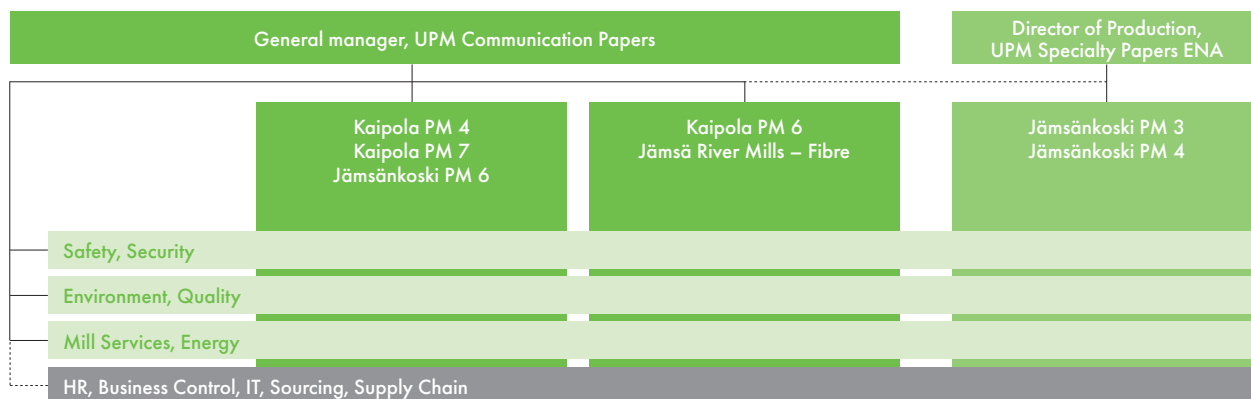 General manager, UPM Communication Papers
Director of Production,
UPM Specialty Papers ENA
Kaipola PM 4
Kaipola PM 7
Jämsänkoski PM 6
Kaipola PM 6
Jämsä River Mills – Fibre
Jämsänkoski PM 3
Jämsänkoski PM 4
Safety, Security
Environment, Quality
Mill Services, Energy
HR, Business Control, IT, Sourcing, Supply Chain